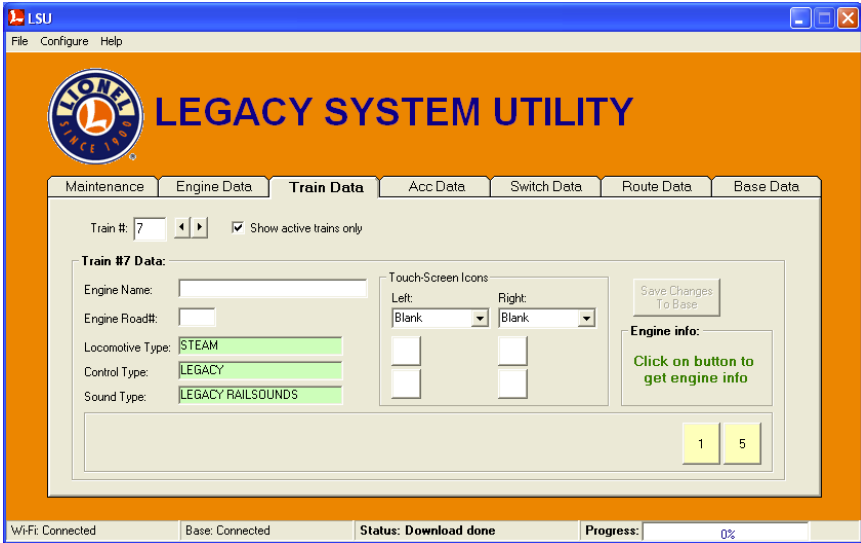 LSU
File Configure Help
LIONEL
L
SINCE 1900
LEGACY SYSTEM UTILITY
Maintenance Engine Data Train Data Acc Data Switch Data Route Data Base Data
Train #: 7 Show active trains only
Train #7 Data:
Engine Name:
Engine Road#:
Locomotive Type: STEAM
Control Type: LEGACY
Sound Type: LEGACY RAILSOUNDS
Touch-Screen Icons
Left: Right:
Blank Blank
Save Changes
To Base
Engine info:
Click on button to
get engine info
1 5
Wi-Fi: Connected Base: Connected Status: Download done Progress: 0%